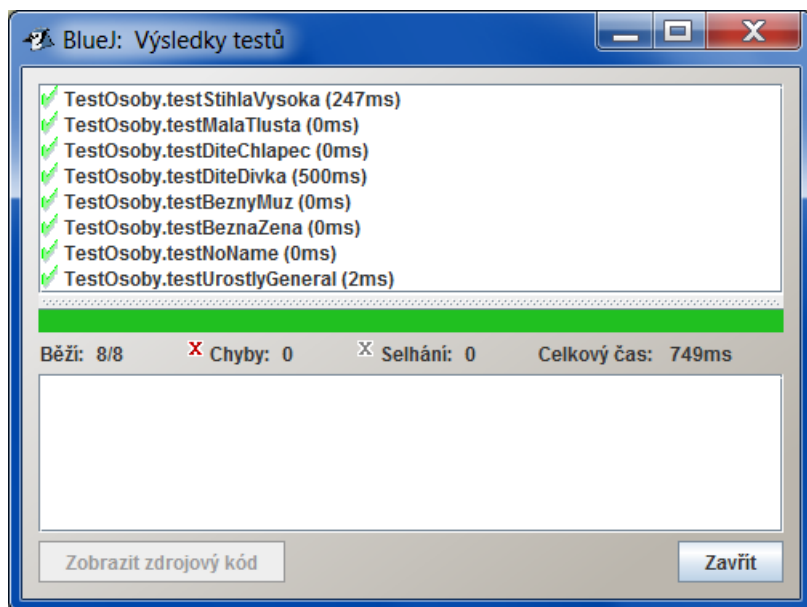 BlueJ: Výsledky testů
TestOsoby.testStihlaVysoka (247ms)
TestOsoby.testMalaTlusta (0ms)
TestOsoby.testDiteChlapec (0ms)
TestOsoby.testDiteDivka (500ms)
TestOsoby.testBeznyMuz (0ms)
TestOsoby.testBeznaZena (0ms)
TestOsoby.testNoName (0ms)
TestOsoby.testUrostlyGeneral (2ms)
Běží: 8/8 X Chyby: 0 X Selhání: 0 Celkový čas: 749ms
Zobrazit zdrojový kód Zavřít